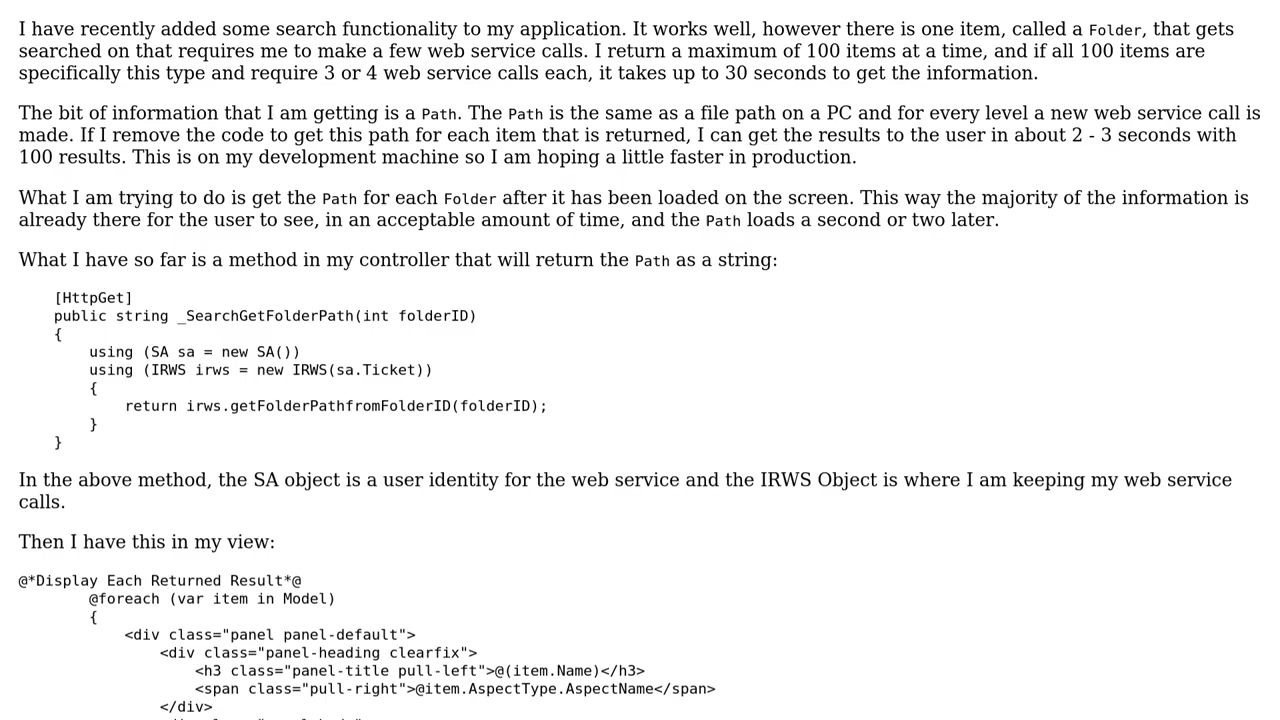 I have recently added some search functionality to my application. It works well, however there is one item, called a Folder, that gets
searched on that requires me to make a few web service calls. I return a maximum of 100 items at a time, and if all 100 items are
specifically this type and require 3 or 4 web service calls each, it takes up to 30 seconds to get the information.
The bit of information that I am getting is a Path. The Path is the same as a file path on a PC and for every level a new web service call is
made. If I remove the code to get this path for each item that is returned, I can get the results to the user in about 2 - 3 seconds with
100 results. This is on my development machine so I am hoping a little faster in production.
What I am trying to do is get the Path for each Folder after it has been loaded on the screen. This way the majority of the information is
already there for the user to see, in an acceptable amount of time, and the Path loads a second or two later.
What I have so far is a method in my controller that will return the Path as a string:
[HttpGet]
public string _SearchGetFolderPath(int folderID)
{
using (SA sa = new SA())
using (IRWS irws = new IRWS(sa.Ticket))
{
return irws.getFolderPathfromFolderID(folderID);
}
}
In the above method, the SA object is a user identity for the web service and the IRWS Object is where I am keeping my web service
calls.
Then I have this in my view:
@*Display Each Returned Result*@
@foreach (var item in Model)
{
<div class="panel panel-default">
<div class="panel-heading clearfix">
<h3 class="panel-title pull-left">@(item.Name)</h3>
<span class="pull-right">@item.AspectType.AspectName</span>
</div>